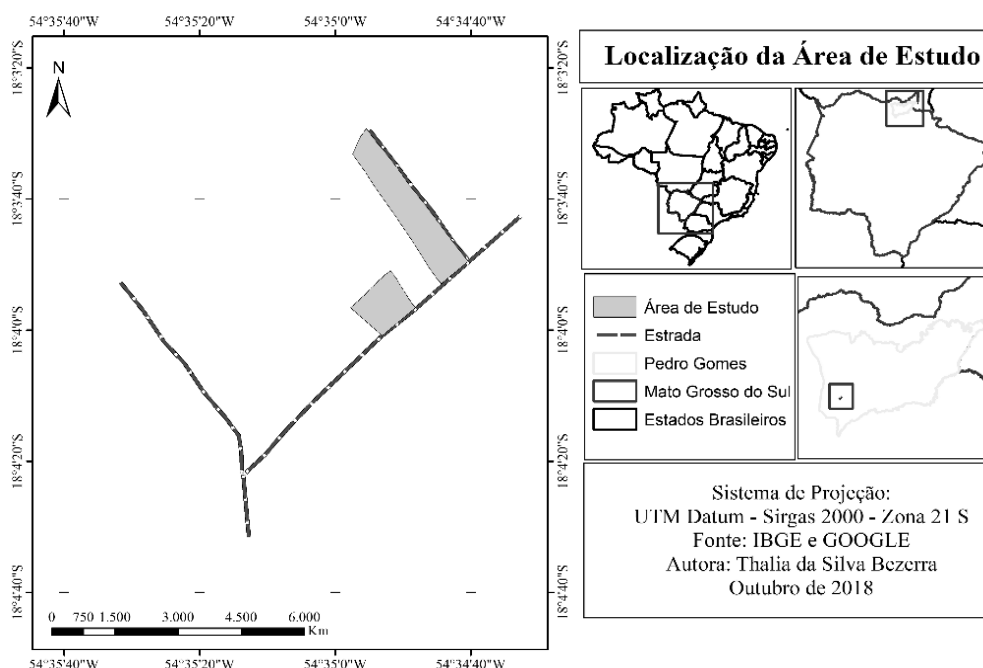 54°35'40"W 54°35'20"W 54°35'0"W 54°34'40"W
18°3'20"S
18°3'20"S
N
18°3'40"S
18°3'40"S
18°4'0"S
18°4'0"S
18°4'20"S
18°4'20"S
18°4'40"S
18°4'40"S
0 750 1.500 3.000 4.500 6.000
Km
54°35'40"W 54°35'20"W 54°35'0"W 54°34'40"W
Localização da Área de Estudo
Área de Estudo
Estrada
Pedro Gomes
Mato Grosso do Sul
Estados Brasileiros
Sistema de Projeção:
UTM Datum - Sirgas 2000 - Zona 21 S
Fonte: IBGE e GOOGLE
Autora: Thalia da Silva Bezerra
Outubro de 2018